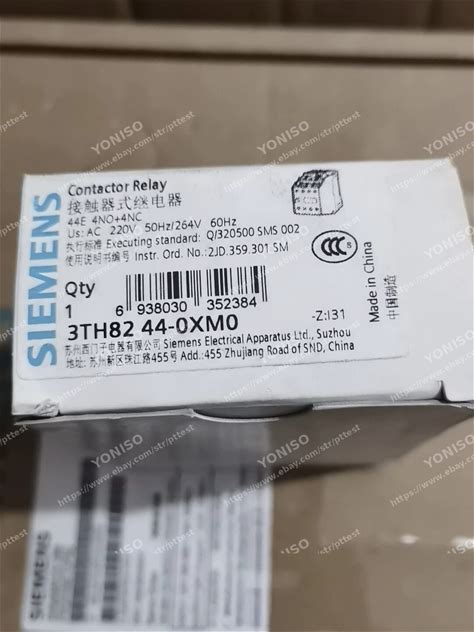 SIEMENS
Contactor Relay
接触器式继电器
44E 4NO+4NC
Us: AC 220V 50Hz/264V 60Hz
执行标准 Executing standard: Q/320500 SMS 002
使用说明书编号 Instr. Ord. No.:2JD.359.301 SM
Qty
1
6 938030 352384
3TH82 44-0XM0
-Z:I31
苏州西门子电器有限公司 Siemens Electrical Apparatus Ltd., Suzhou
地址: 苏州新区珠江路455号 Add.:455 Zhujiang Road of SND, China
CCC S
Made in China
中国制造
SIEMENS
YONISO
https://www.ebay.com/str/pttest